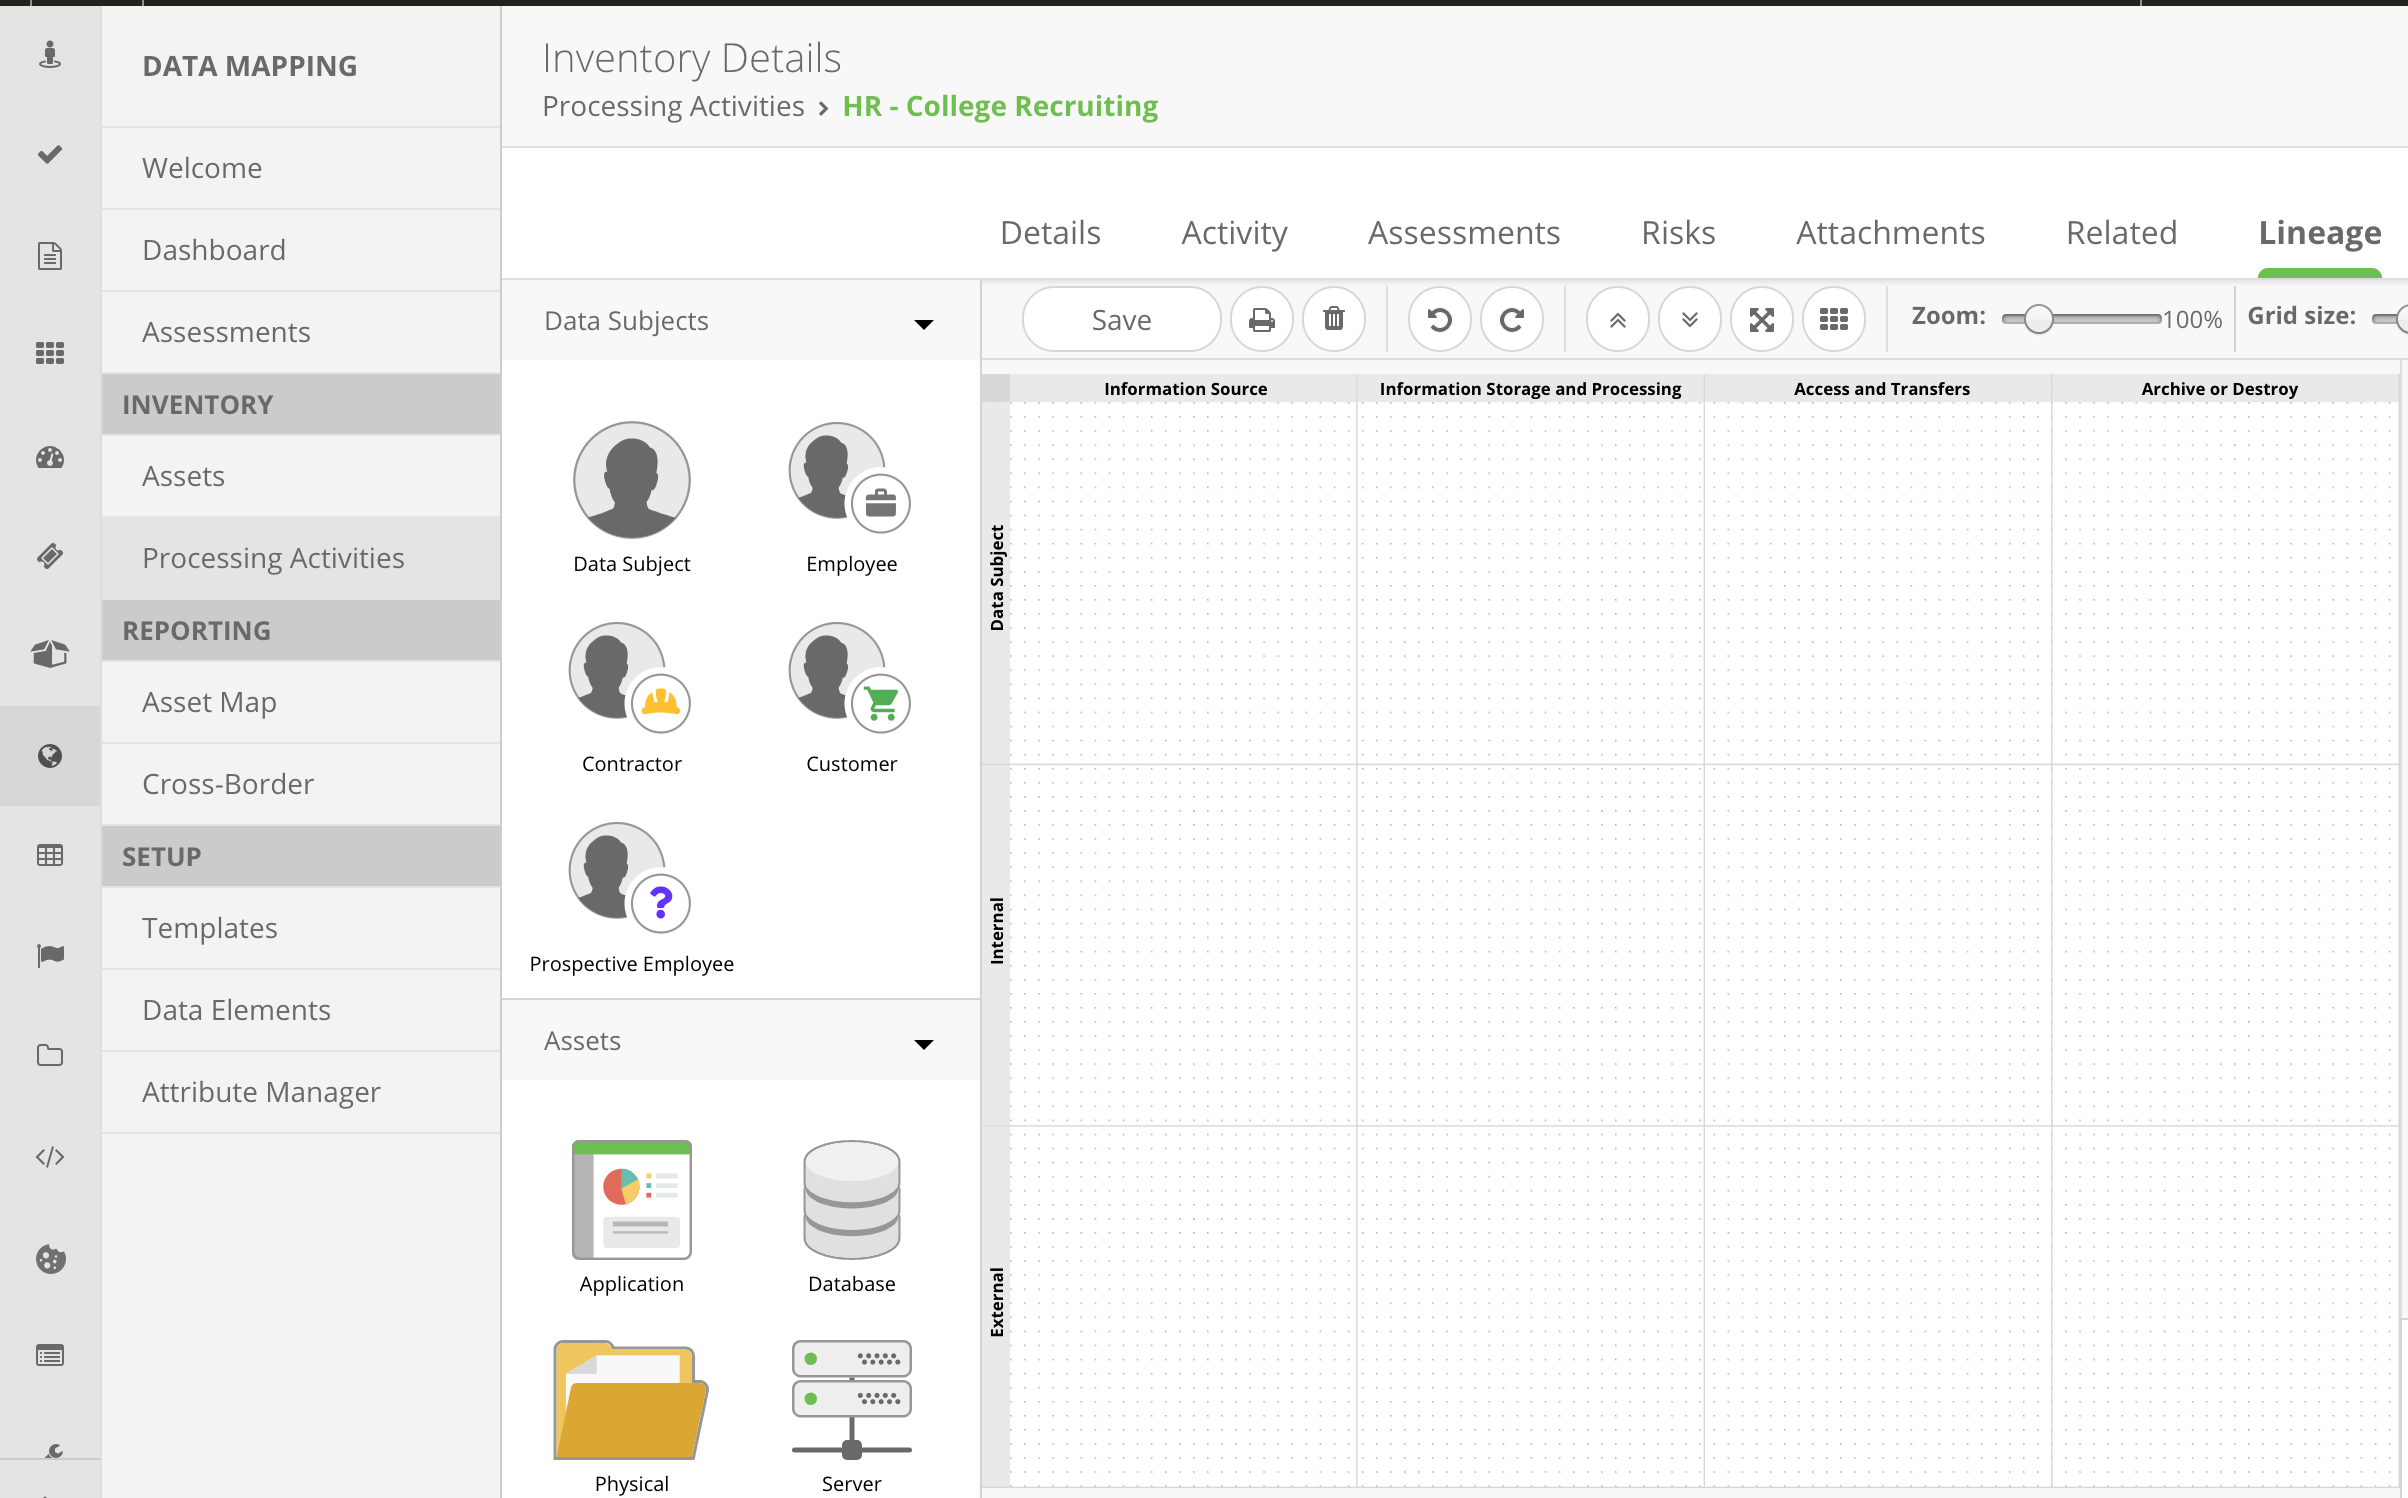 DATA MAPPING
Welcome
Dashboard
Assessments
INVENTORY
Assets
Processing Activities
REPORTING
Asset Map
Cross-Border
SETUP
Templates
Data Elements
Attribute Manager
Inventory Details
Processing Activities › HR - College Recruiting
Details Activity Assessments Risks Attachments Related Lineage
Data Subjects
Data Subject Employee
Contractor Customer
Prospective Employee
Assets
Application Database
Physical Server
Save Zoom: 100% Grid size:
Information Source Information Storage and Processing Access and Transfers Archive or Destroy
Data Subject
Internal
External